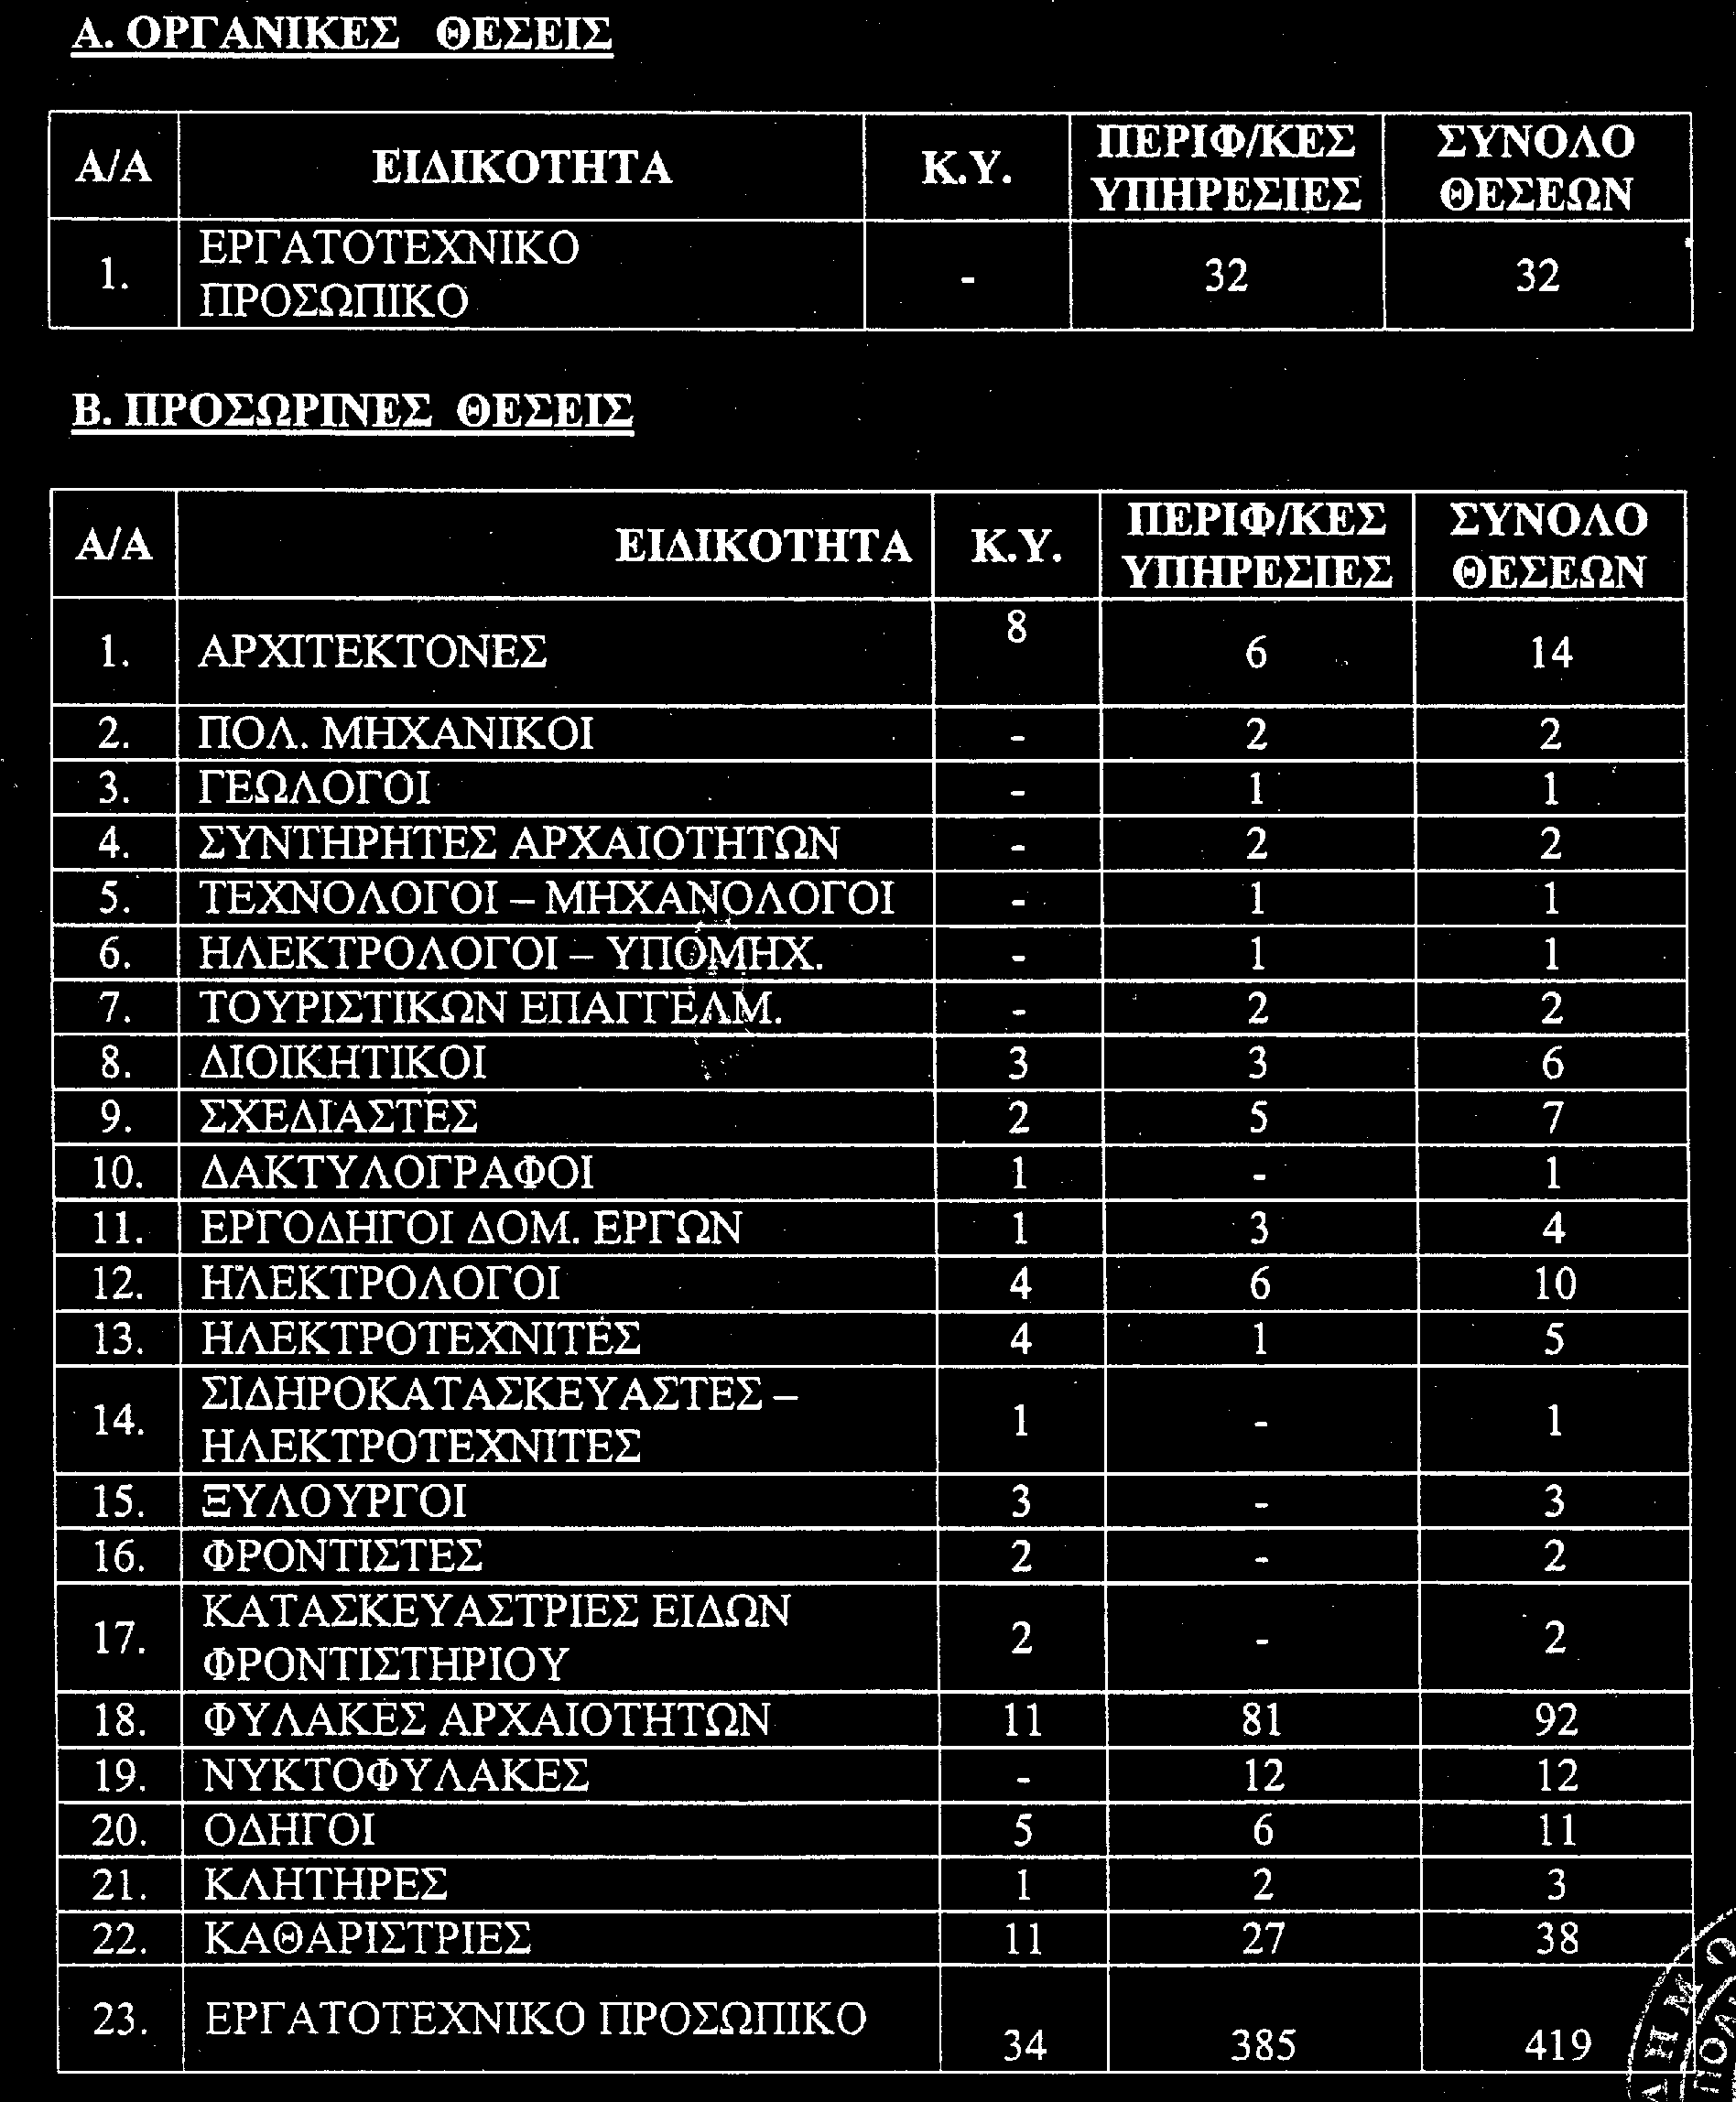 Α. ΟΡΓΑΝΙΚΕΣ ΘΕΣΕΙΣ
Α/Α ΕΙΔΙΚΟΤΗΤΑ Κ.Υ. ΠΕΡΙΦ/ΚΕΣ ΥΠΗΡΕΣΙΕΣ ΣΥΝΟΛΟ ΘΕΣΕΩΝ
1. ΕΡΓΑΤΟΤΕΧΝΙΚΟ ΠΡΟΣΩΠΙΚΟ - 32 32
Β. ΠΡΟΣΩΡΙΝΕΣ ΘΕΣΕΙΣ
Α/Α ΕΙΔΙΚΟΤΗΤΑ Κ.Υ. ΠΕΡΙΦ/ΚΕΣ ΥΠΗΡΕΣΙΕΣ ΣΥΝΟΛΟ ΘΕΣΕΩΝ
1. ΑΡΧΙΤΕΚΤΟΝΕΣ 8 6 14
2. ΠΟΛ. ΜΗΧΑΝΙΚΟΙ - 2 2
3. ΓΕΩΛΟΓΟΙ - 1 1
4. ΣΥΝΤΗΡΗΤΕΣ ΑΡΧΑΙΟΤΗΤΩΝ - 2 2
5. ΤΕΧΝΟΛΟΓΟΙ – ΜΗΧΑΝΟΛΟΓΟΙ - 1 1
6. ΗΛΕΚΤΡΟΛΟΓΟΙ – ΥΠΟΜΗΧ. - 1 1
7. ΤΟΥΡΙΣΤΙΚΩΝ ΕΠΑΓΓΕΛΜ. - 2 2
8. ΔΙΟΙΚΗΤΙΚΟΙ 3 3 6
9. ΣΧΕΔΙΑΣΤΕΣ 2 5 7
10. ΔΑΚΤΥΛΟΓΡΑΦΟΙ 1 - 1
11. ΕΡΓΟΔΗΓΟΙ ΔΟΜ. ΕΡΓΩΝ 1 3 4
12. ΗΛΕΚΤΡΟΛΟΓΟΙ 4 6 10
13. ΗΛΕΚΤΡΟΤΕΧΝΙΤΕΣ 4 1 5
14. ΣΙΔΗΡΟΚΑΤΑΣΚΕΥΑΣΤΕΣ – ΗΛΕΚΤΡΟΤΕΧΝΙΤΕΣ 1 - 1
15. ΞΥΛΟΥΡΓΟΙ 3 - 3
16. ΦΡΟΝΤΙΣΤΕΣ 2 - 2
17. ΚΑΤΑΣΚΕΥΑΣΤΡΙΕΣ ΕΙΔΩΝ ΦΡΟΝΤΙΣΤΗΡΙΟΥ 2 - 2
18. ΦΥΛΑΚΕΣ ΑΡΧΑΙΟΤΗΤΩΝ 11 81 92
19. ΝΥΚΤΟΦΥΛΑΚΕΣ - 12 12
20. ΟΔΗΓΟΙ 5 6 11
21. ΚΛΗΤΗΡΕΣ 1 2 3
22. ΚΑΘΑΡΙΣΤΡΙΕΣ 11 27 38
23. ΕΡΓΑΤΟΤΕΧΝΙΚΟ ΠΡΟΣΩΠΙΚΟ 34 385 419